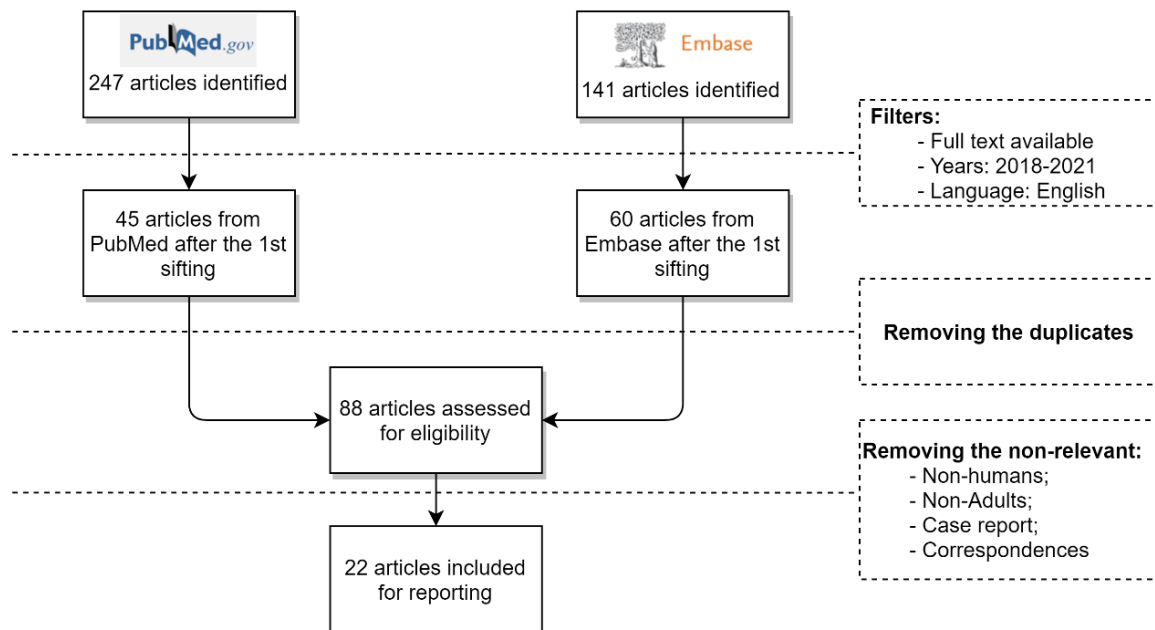 PubMed.gov
247 articles identified
Embase
141 articles identified
Filters:
- Full text available
- Years: 2018-2021
- Language: English
45 articles from
PubMed after the 1st
sifting
60 articles from
Embase after the 1st
sifting
Removing the duplicates
88 articles assessed
for eligibility
Removing the non-relevant:
- Non-humans;
- Non-Adults;
- Case report;
- Correspondences
22 articles included
for reporting